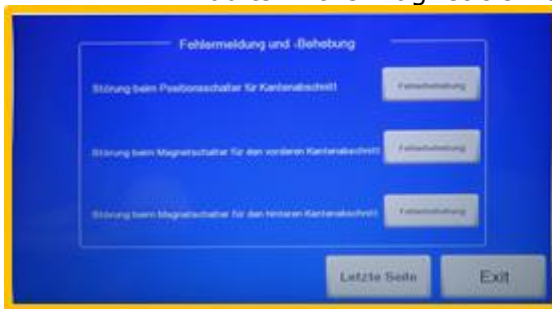 Fehlermeldung und -Behebung
Störung beim Positionsschalter für Kantenabschnitt
Fehlerbehebung
Störung beim Magnetschalter für den vorderen Kantenabschnitt
Fehlerbehebung
Störung beim Magnetschalter für den hinteren Kantenabschnitt
Fehlerbehebung
Letzte Seite
Exit